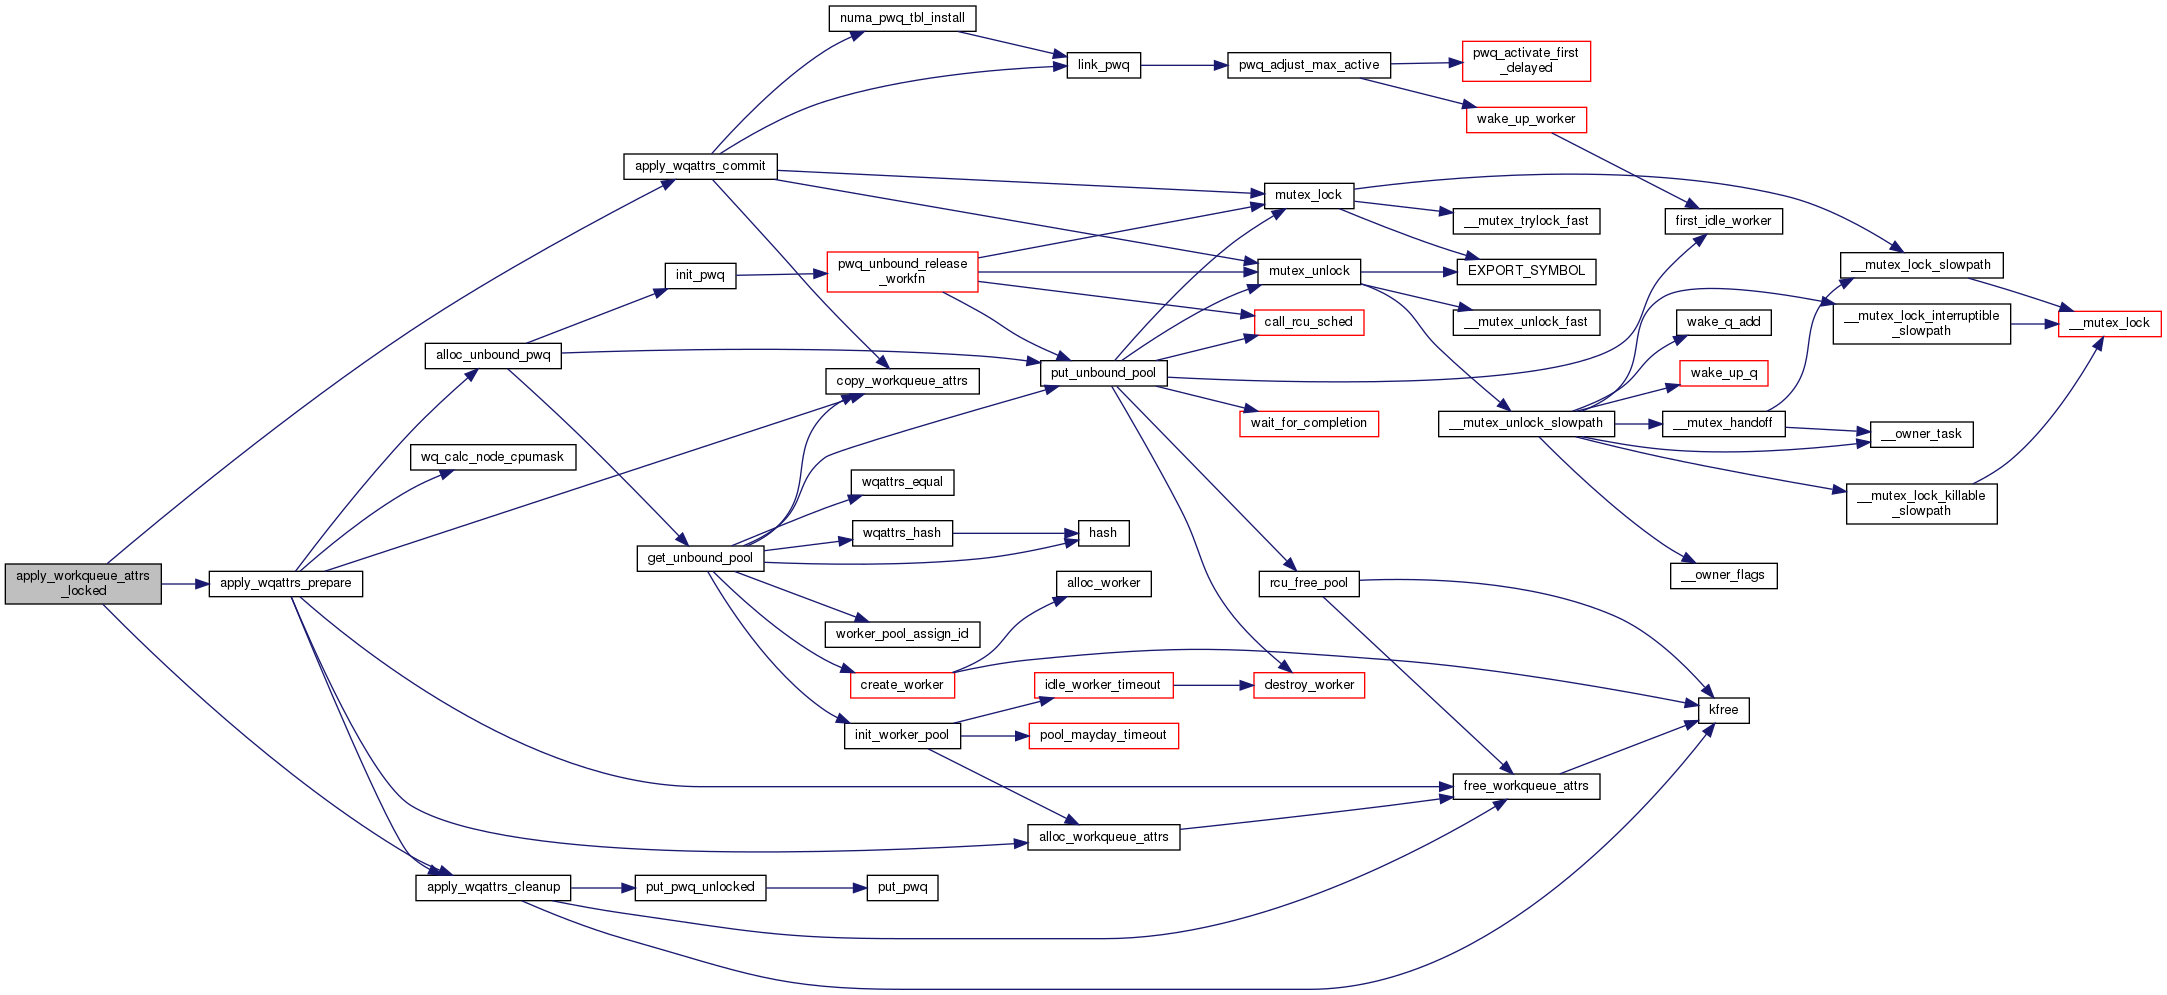 numa_pwq_tbl_install
link_pwq
pwq_adjust_max_active
pwq_activate_first
_delayed
wake_up_worker
apply_wqattrs_commit
mutex_lock
__mutex_trylock_fast
first_idle_worker
init_pwq
pwq_unbound_release
_workfn
mutex_unlock
EXPORT_SYMBOL
__mutex_lock_slowpath
call_rcu_sched
__mutex_unlock_fast
wake_q_add
__mutex_lock_interruptible
_slowpath
__mutex_lock
alloc_unbound_pwq
copy_workqueue_attrs
put_unbound_pool
wake_up_q
wait_for_completion
__mutex_unlock_slowpath
__mutex_handoff
__owner_task
wq_calc_node_cpumask
wqattrs_equal
__mutex_lock_killable
_slowpath
get_unbound_pool
wqattrs_hash
hash
apply_workqueue_attrs
_locked
apply_wqattrs_prepare
alloc_worker
rcu_free_pool
__owner_flags
worker_pool_assign_id
create_worker
idle_worker_timeout
destroy_worker
kfree
init_worker_pool
pool_mayday_timeout
free_workqueue_attrs
alloc_workqueue_attrs
apply_wqattrs_cleanup
put_pwq_unlocked
put_pwq